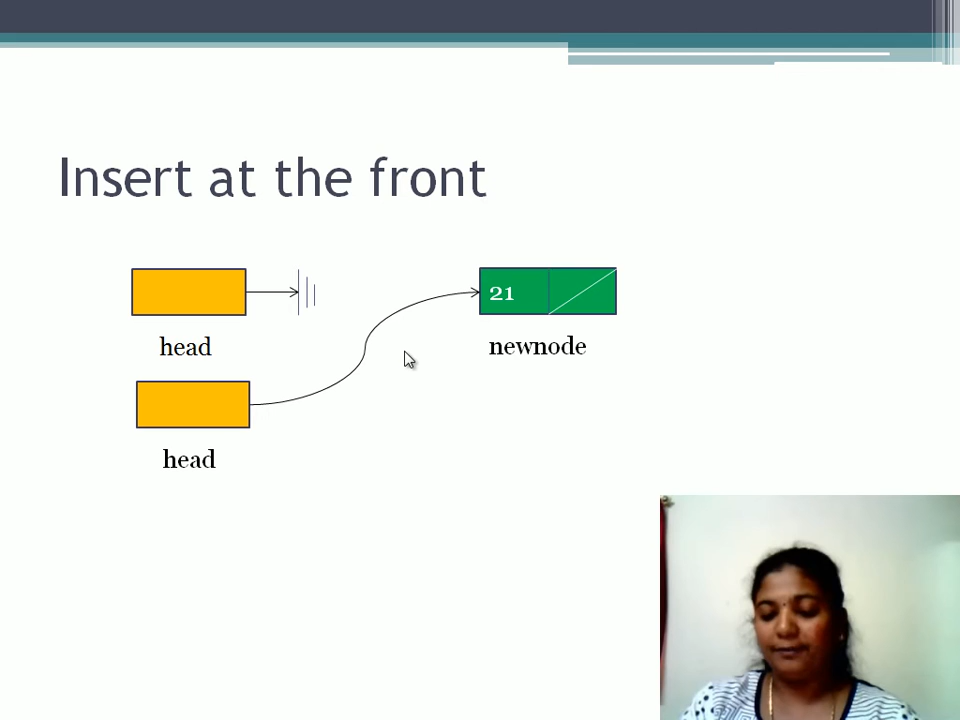 Insert at the front
21
head
newnode
head